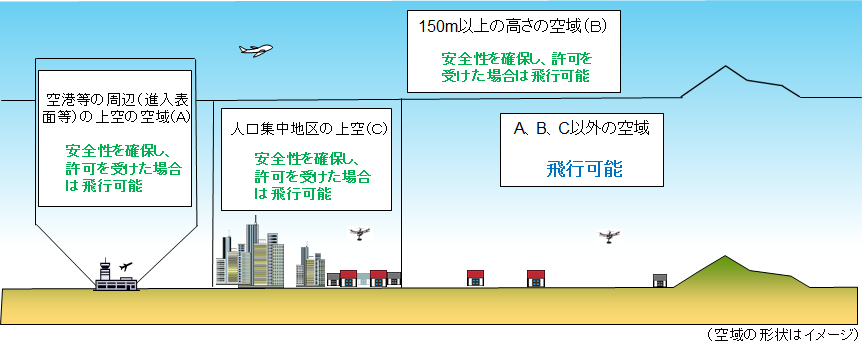 150m以上の高さの空域(B)
安全性を確保し、許可を
受けた場合は飛行可能
空港等の周辺(進入表
面等)の上空の空域(A)
安全性を確保し、
許可を受けた場合
は飛行可能
人口集中地区の上空(C)
安全性を確保し、
許可を受けた場合
は飛行可能
A、B、C以外の空域
飛行可能
(空域の形状はイメージ)